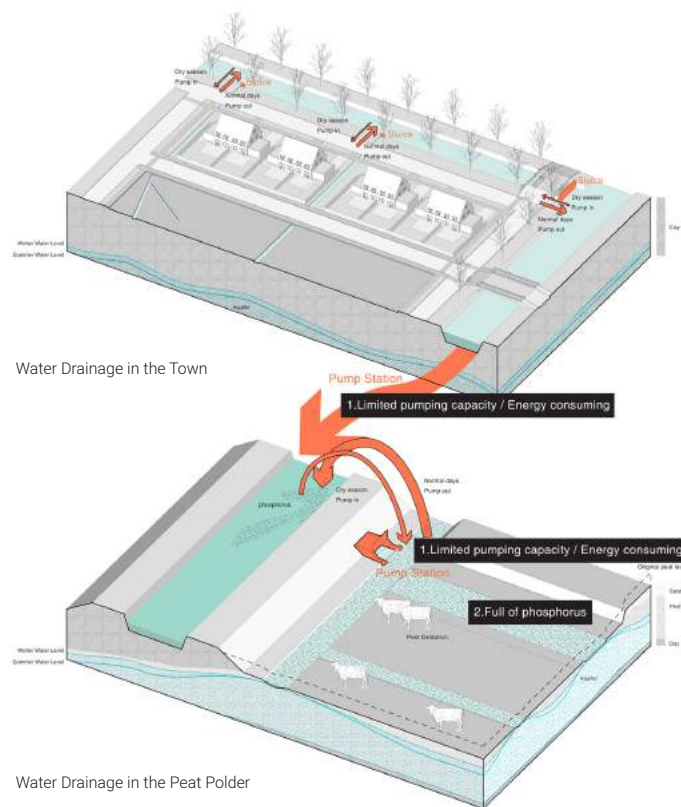 Dry season
Pump in
Sluice
Normal days
Pump out
Dry season
Pump in
Sluice
Normal days
Pump out
Sluice
Dry season
Pump in
Normal days
Pump out
Clay
Winter Water Level
Summer Water Level
Aquifer
Water Drainage in the Town
Pump Station
1.Limited pumping capacity / Energy consuming
phosphorus
Dry season
Pump in
Normal days
Pump out
1.Limited pumping capacity / Energy consuming
Pump Station
Original peat
2.Full of phosphorus
Peat
Clay
Peat Oxidation
Winter Water Level
Summer Water Level
Aquifer
Water Drainage in the Peat Polder